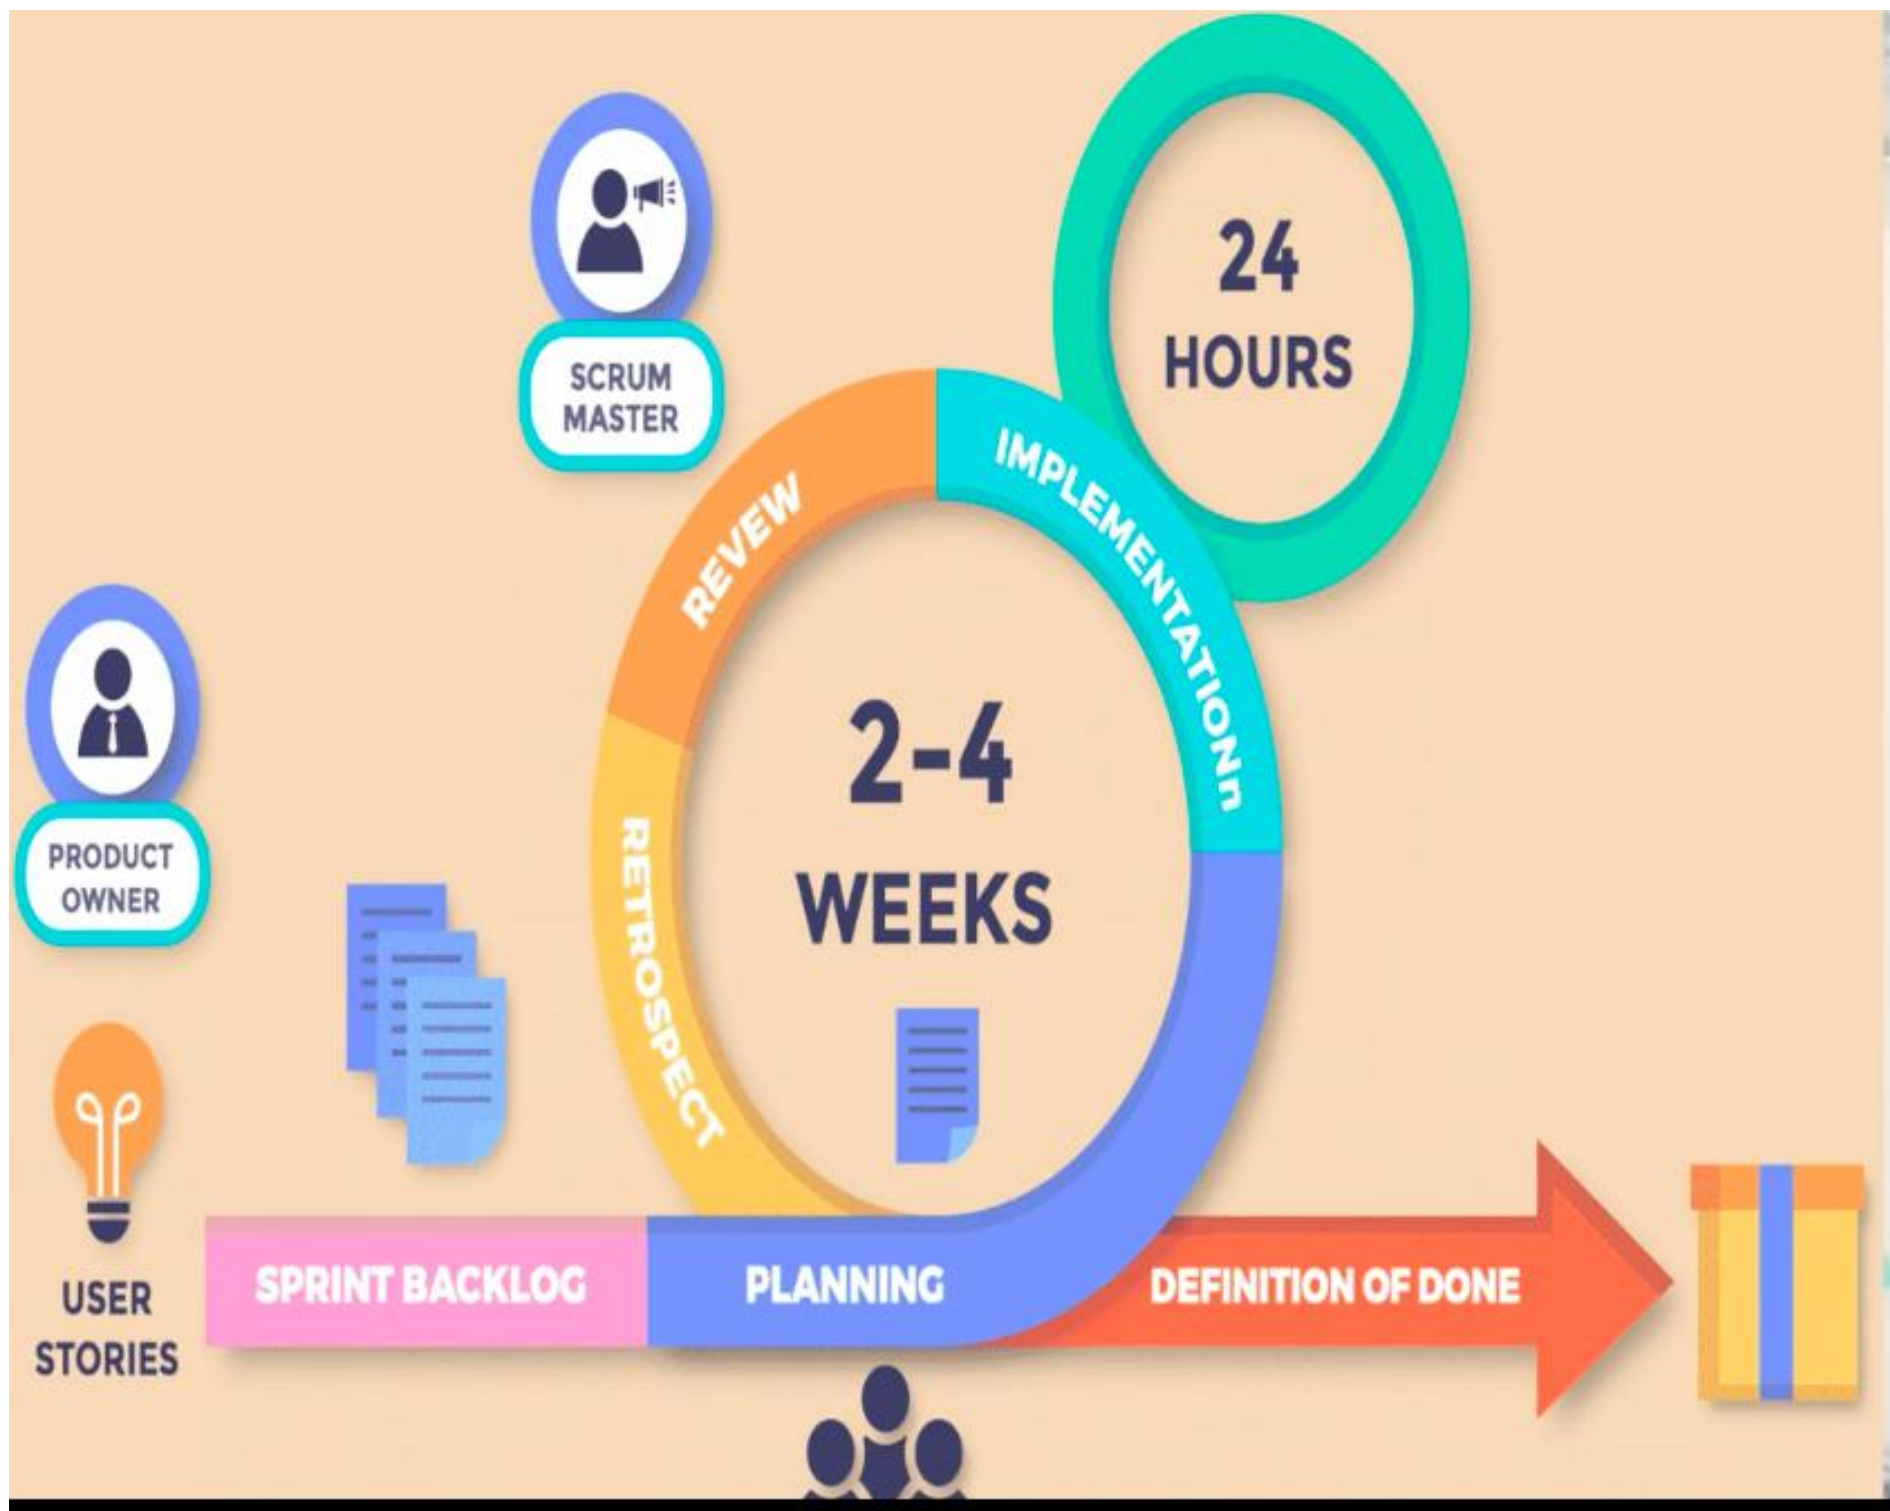 24
HOURS
SCRUM
MASTER
IMPLEMENTATIONn
REVEW
2-4
WEEKS
PRODUCT
OWNER
RETROSPECT
USER
STORIES
SPRINT BACKLOG
PLANNING
DEFINITION OF DONE